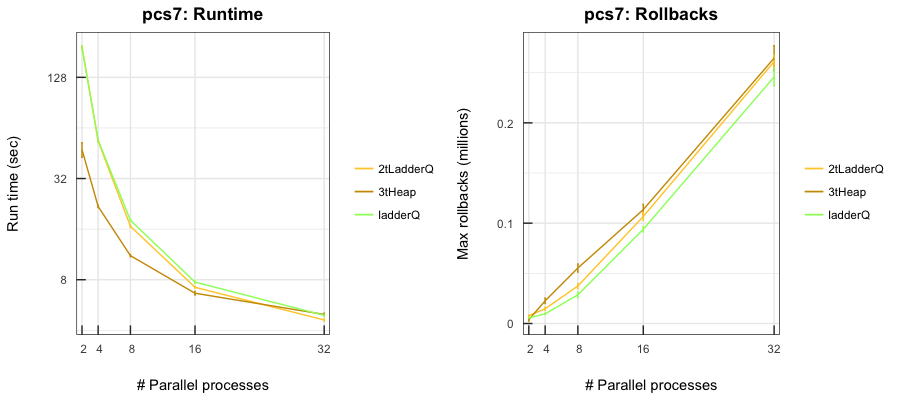 pcs7: Runtime
Run time (sec)
128
32
8
2 4 8 16 32
# Parallel processes
2tLadderQ
3tHeap
ladderQ
pcs7: Rollbacks
Max rollbacks (millions)
0.2
0.1
0
2 4 8 16 32
# Parallel processes
2tLadderQ
3tHeap
ladderQ